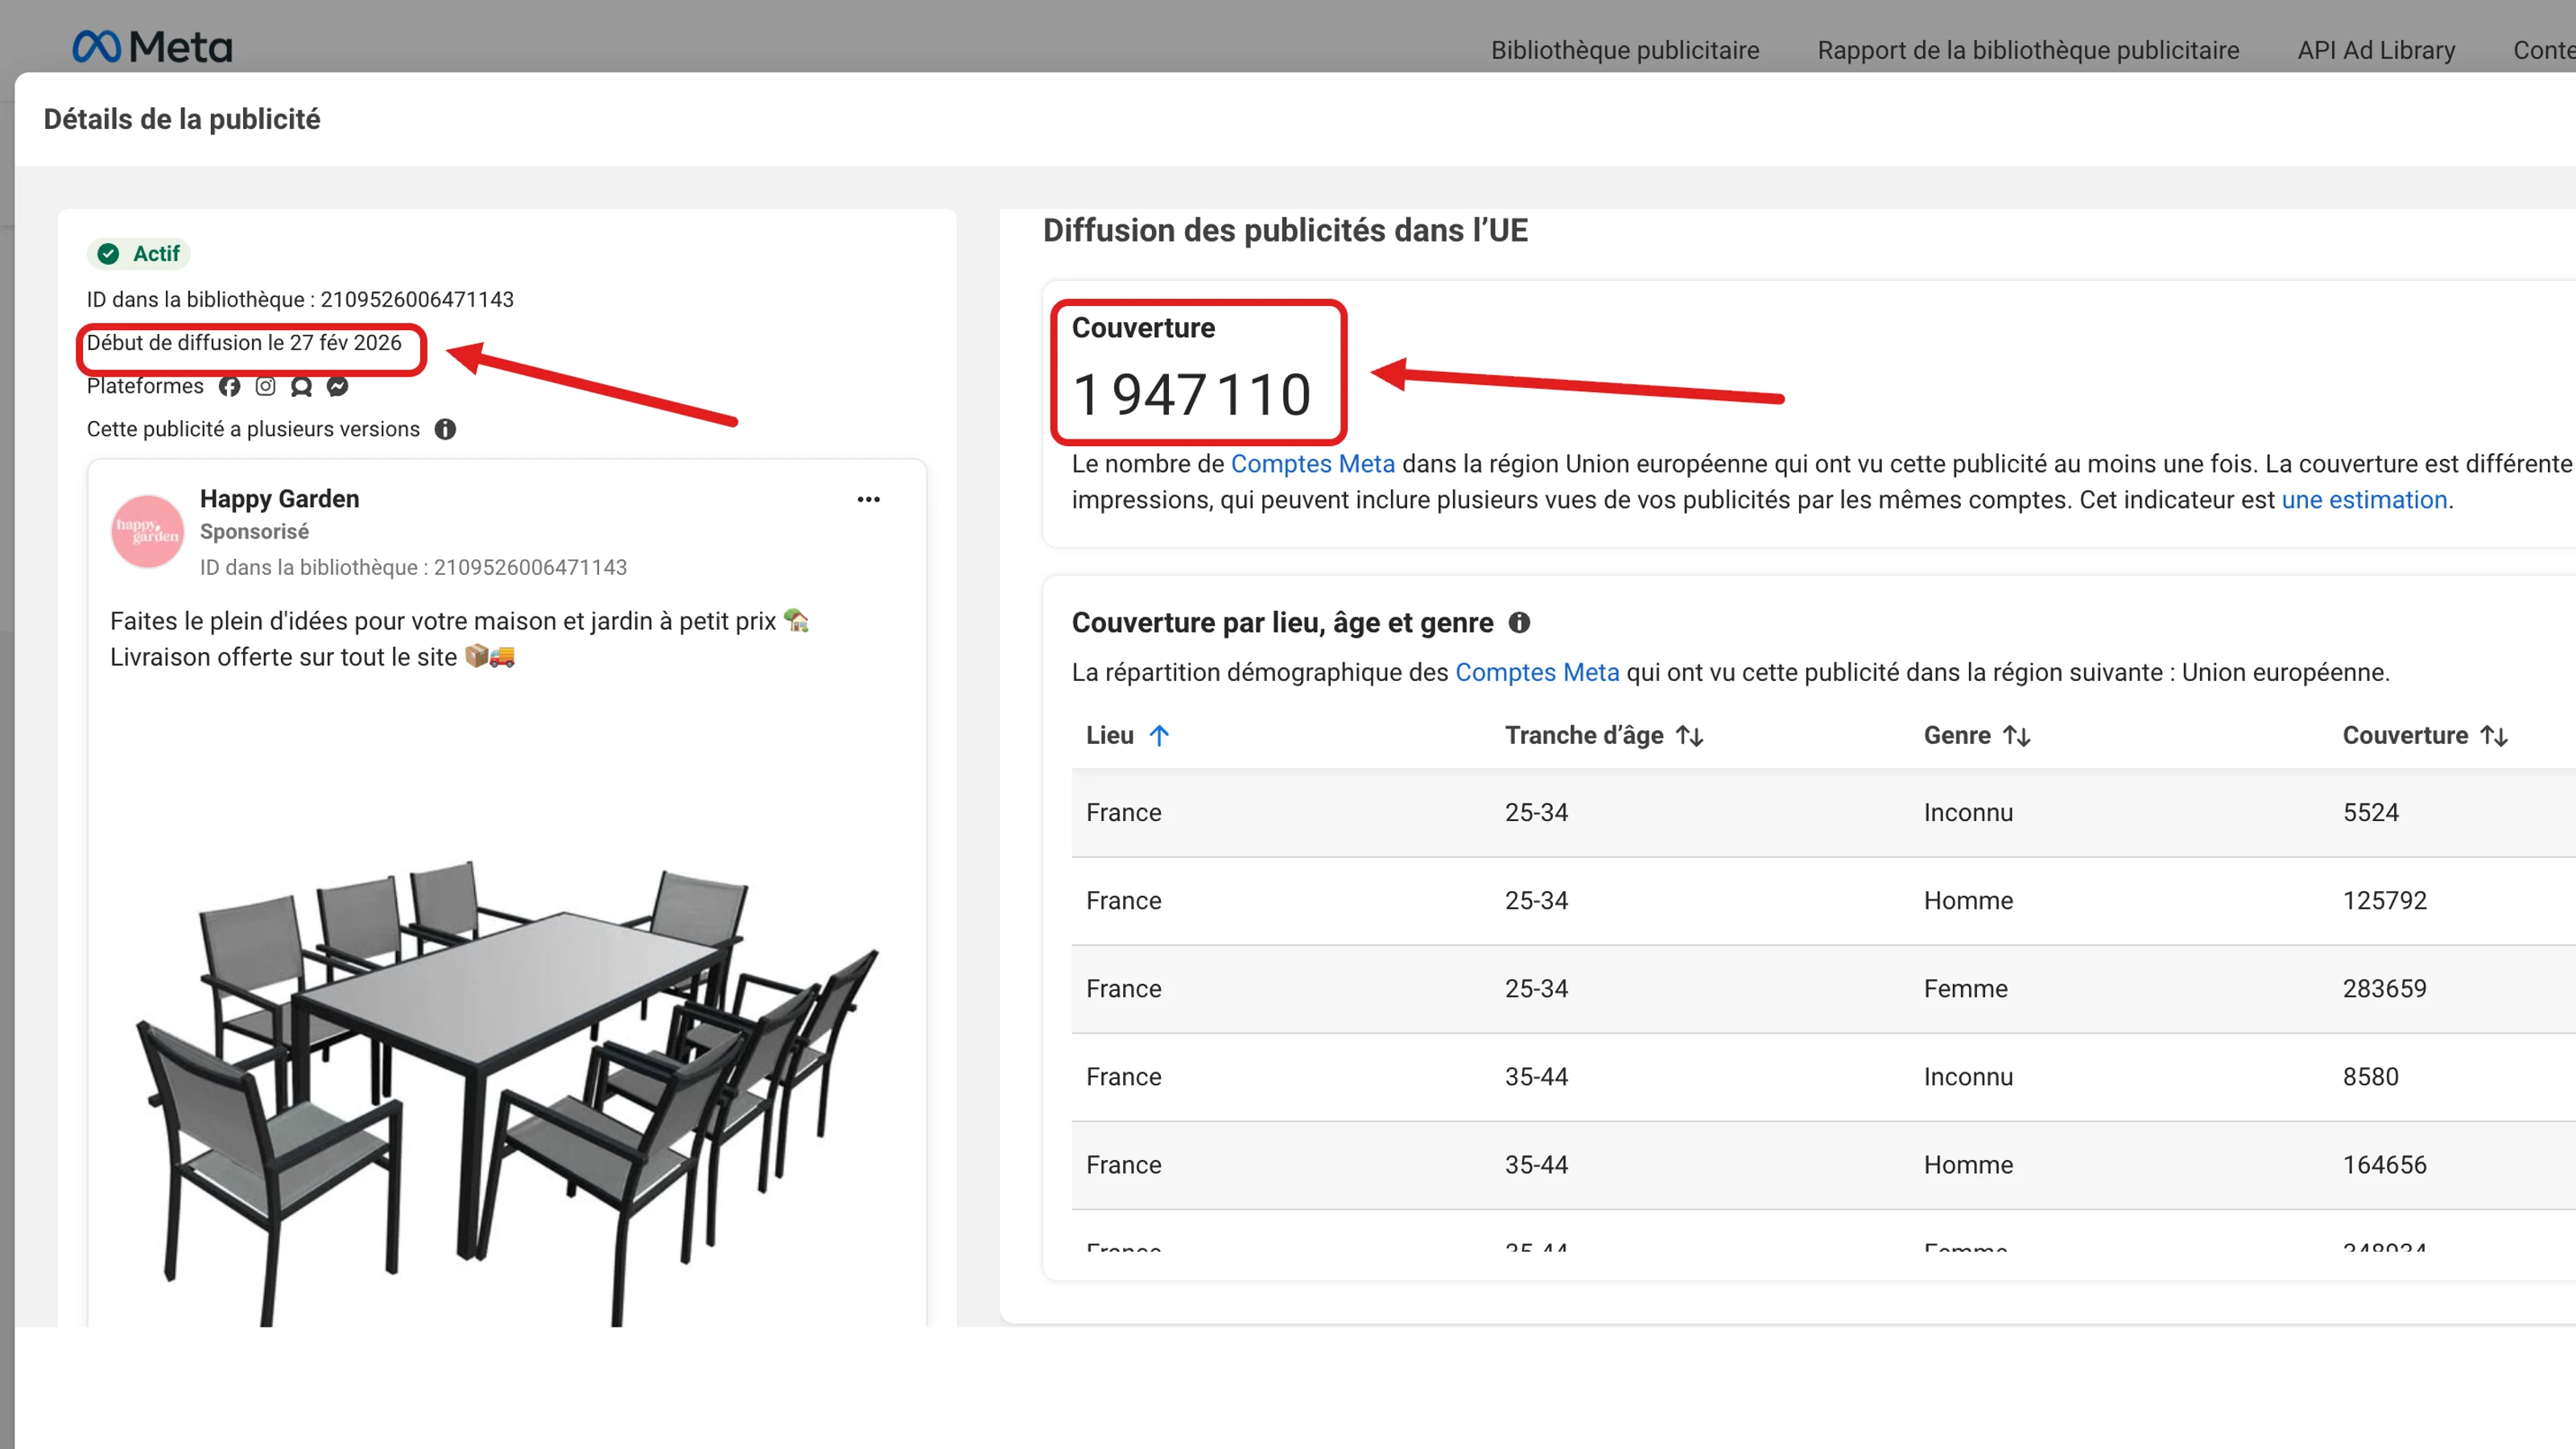 Meta
Bibliothèque publicitaire
Rapport de la bibliothèque publicitaire
API Ad Library
Conte
Détails de la publicité
Actif
ID dans la bibliothèque : 2109526006471143
Début de diffusion le 27 fév 2026
Plateformes
Cette publicité a plusieurs versions
Happy Garden
Sponsorisé
ID dans la bibliothèque : 2109526006471143
happy
garden
Faites le plein d'idées pour votre maison et jardin à petit prix 🏡
Livraison offerte sur tout le site 📦🚚
Diffusion des publicités dans l’UE
Couverture
1 947 110
Le nombre de Comptes Meta dans la région Union européenne qui ont vu cette publicité au moins une fois. La couverture est différente
impressions, qui peuvent inclure plusieurs vues de vos publicités par les mêmes comptes. Cet indicateur est une estimation.
Couverture par lieu, âge et genre
La répartition démographique des Comptes Meta qui ont vu cette publicité dans la région suivante : Union européenne.
Lieu Tranche d’âge Genre Couverture
France 25-34 Inconnu 5524
France 25-34 Homme 125792
France 25-34 Femme 283659
France 35-44 Inconnu 8580
France 35-44 Homme 164656
France 35-44 Femme